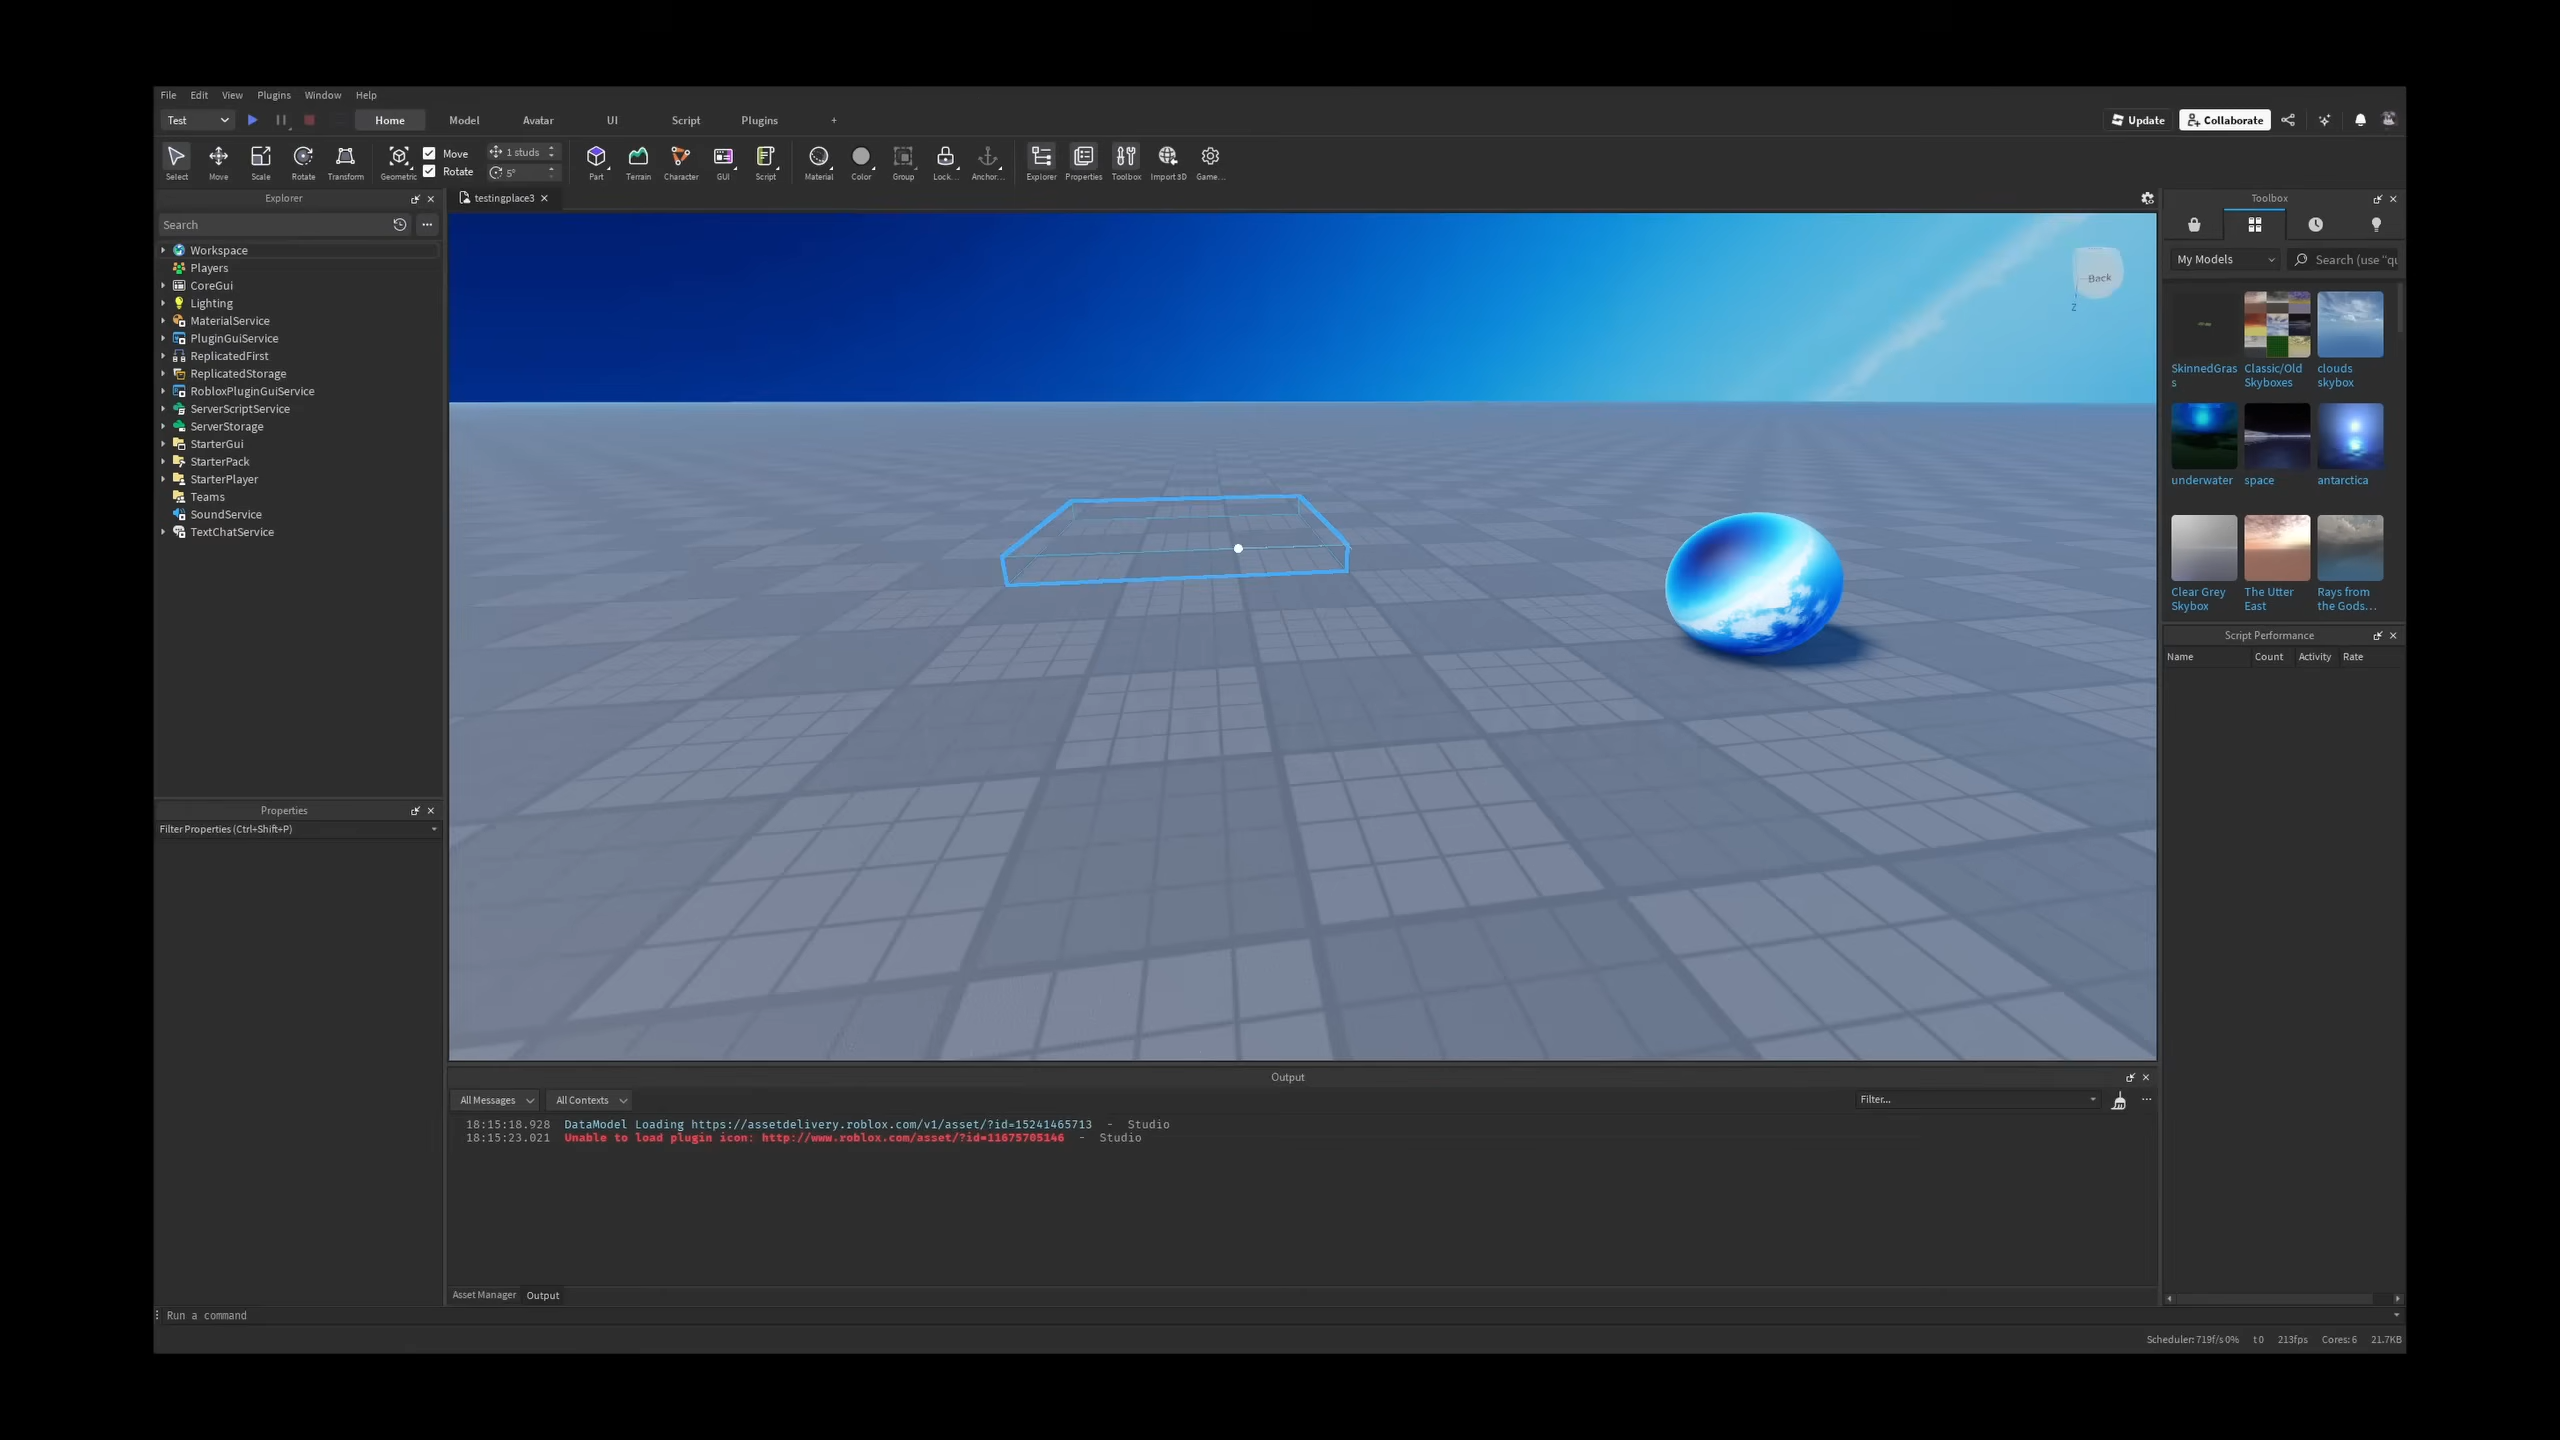 File Edit View Plugins Window Help
Test Home Model Avatar UI Script Plugins + Update Collaborate
Move 1 studs
Rotate 5°
Select Move Scale Rotate Transform Geometric Part Terrain Character GUI Script Material Color Group Lock... Anchor... Explorer Properties Toolbox Import 3D Game...
Explorer
testingplace3
Toolbox
Search
Workspace
Players
CoreGui
Lighting
MaterialService
PluginGuiService
ReplicatedFirst
ReplicatedStorage
RobloxPluginGuiService
ServerScriptService
ServerStorage
StarterGui
StarterPack
StarterPlayer
Teams
SoundService
TextChatService
Back
Z
My Models Search (use "qu
SkinnedGras
s
Classic/Old
Skyboxes
clouds
skybox
underwater space antarctica
Clear Grey
Skybox
The Utter
East
Rays from
the Gods...
Script Performance
Name Count Activity Rate
Properties
Filter Properties (Ctrl+Shift+P)
Output
All Messages All Contexts Filter...
18:15:18.928 DataModel Loading https://assetdelivery.roblox.com/v1/asset/?id=15241465713 - Studio
18:15:23.021 Unable to load plugin icon: http://www.roblox.com/asset/?id=11675705146 - Studio
Asset Manager Output
Run a command
Scheduler: 719f/s 0% t 0 213fps Cores: 6 21.7KB